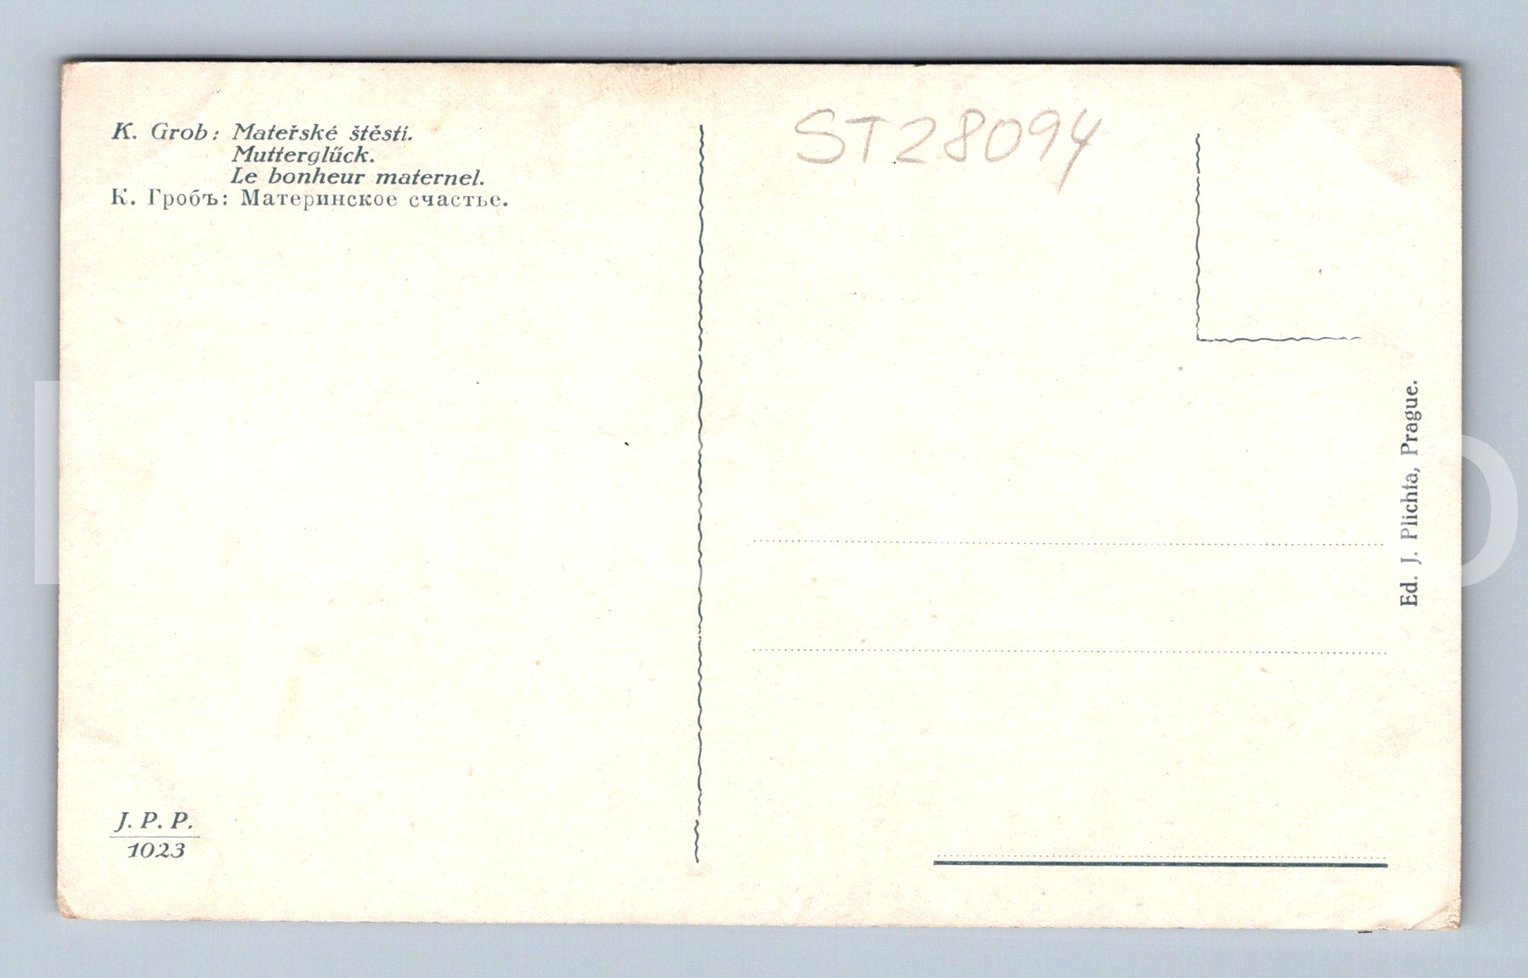 K. Grob: Mateřské štěstí.
Mutterglück.
Le bonheur maternel.
К. Гробъ: Материнское счастье.
ST28094
Ed. J. Plichta, Prague.
J. P. P.
1023